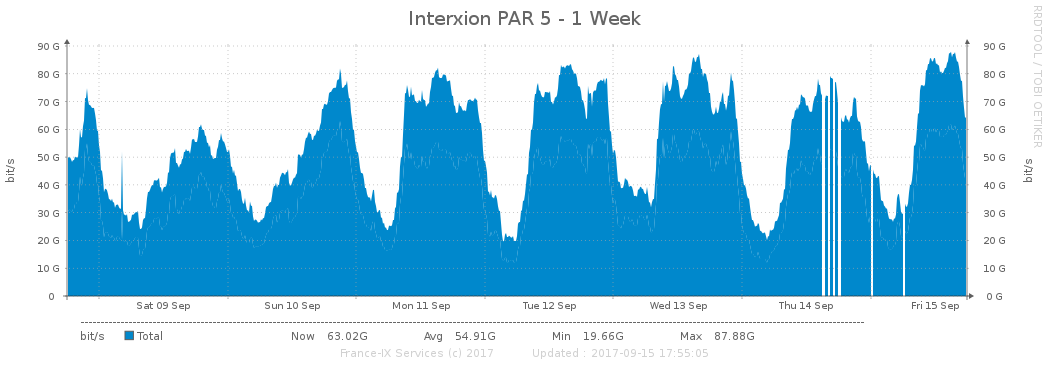 Interxion PAR 5 - 1 Week
RRDTOOL / TOBI OETIKER
90 G 90 G
80 G 80 G
70 G 70 G
60 G 60 G
50 G 50 G
40 G 40 G
30 G 30 G
20 G 20 G
10 G 10 G
0 0 G
bit/s bit/s
Sat 09 Sep Sun 10 Sep Mon 11 Sep Tue 12 Sep Wed 13 Sep Thu 14 Sep Fri 15 Sep
bit/s Total Now 63.02G Avg 54.91G Min 19.66G Max 87.88G
France-IX Services (c) 2017 Updated : 2017-09-15 17:55:05